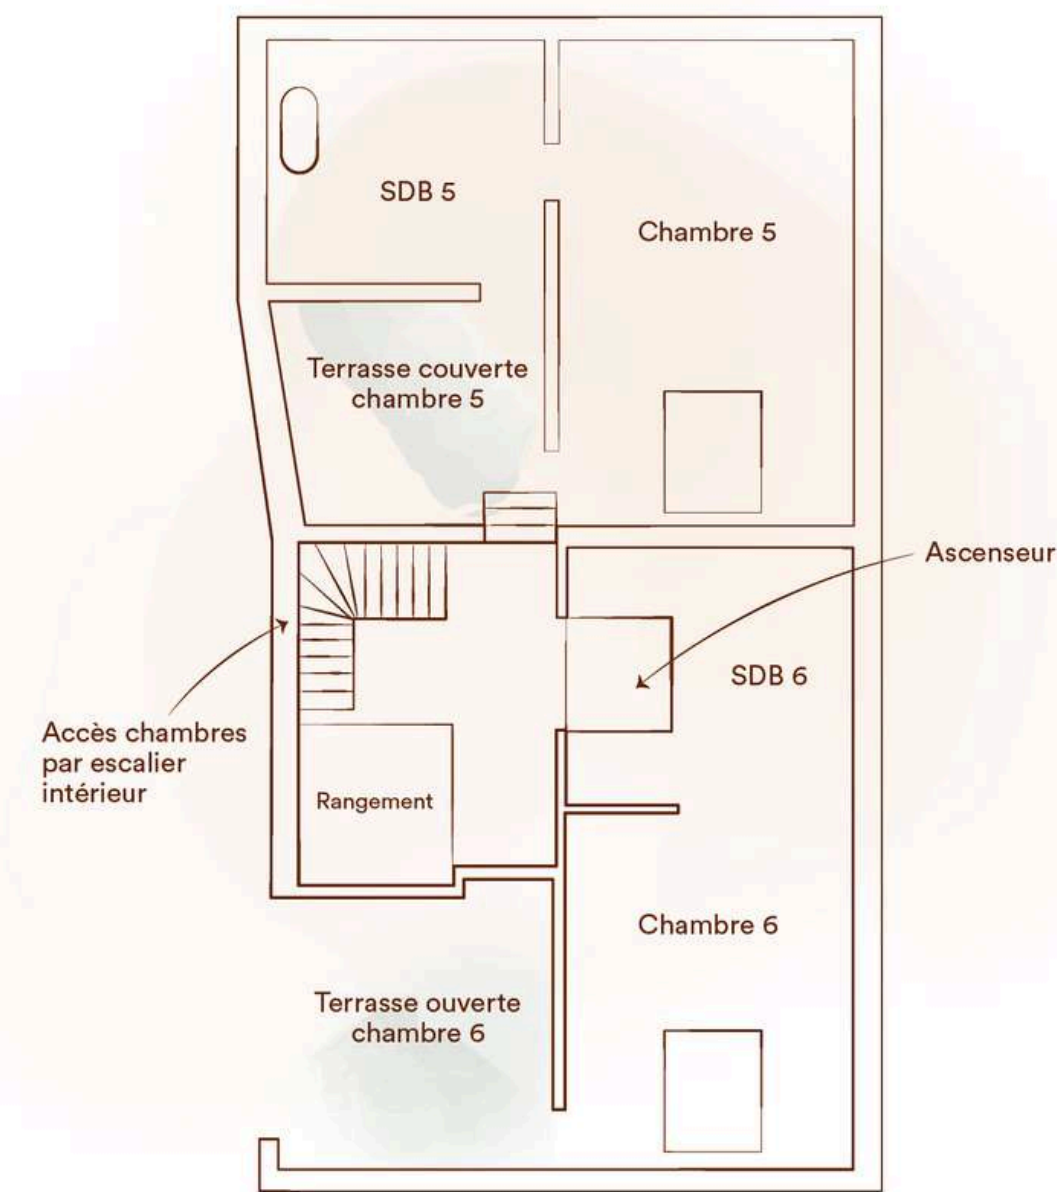 SDB 5
Chambre 5
Terrasse couverte
chambre 5
Ascenseur
SDB 6
Accès chambres
par escalier
intérieur
Rangement
Chambre 6
Terrasse ouverte
chambre 6